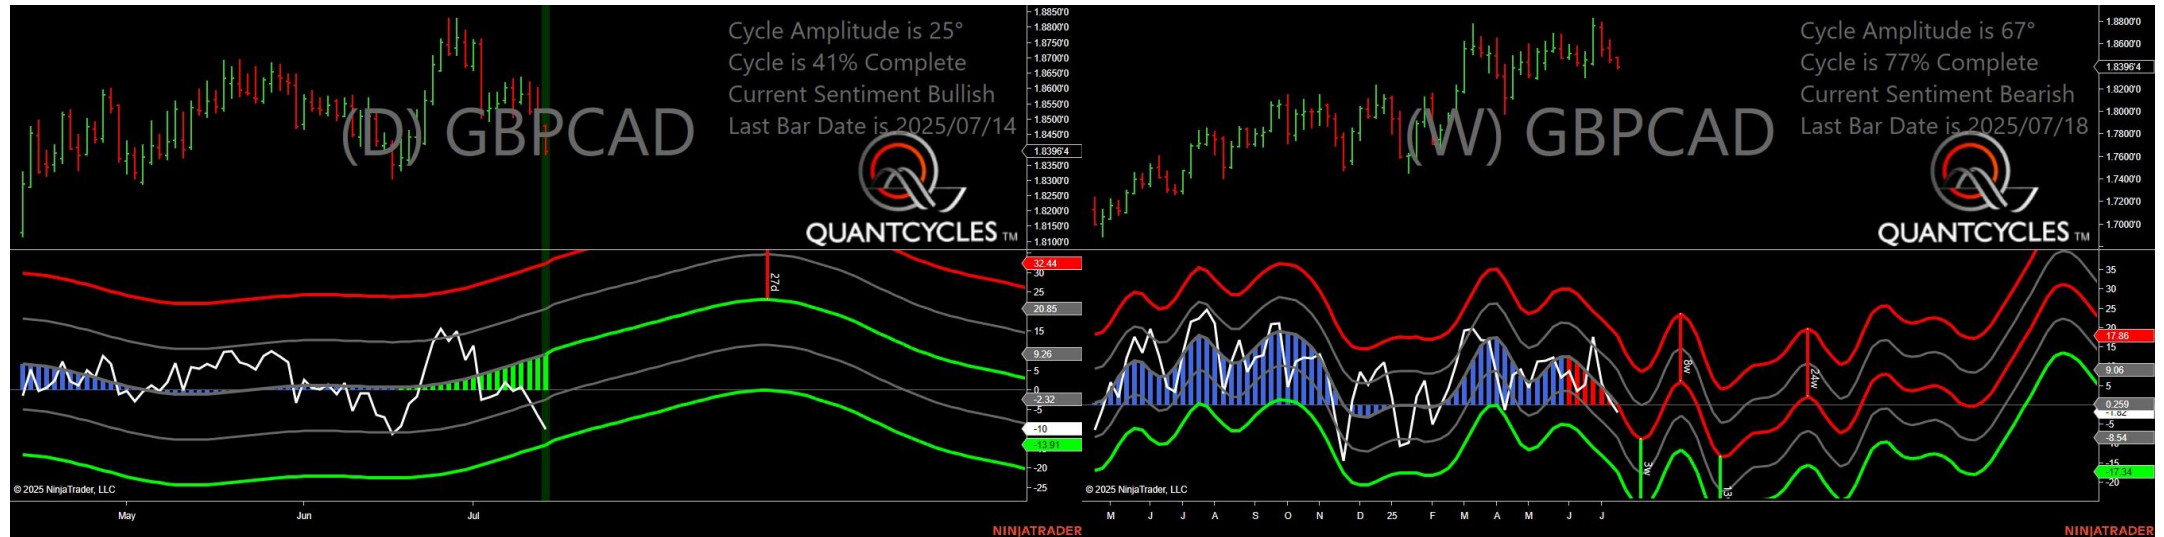 Cycle Amplitude is 25°
Cycle is 41% Complete
Current Sentiment Bullish
Last Bar Date is 2025/07/14
(D) GBPCAD
QUANTCYCLES TM
1.8850'0
1.8800'0
1.8750'0
1.8700'0
1.8650'0
1.8600'0
1.8550'0
1.8500'0
1.8450'0
1.8396'4
1.8350'0
1.8300'0
1.8250'0
1.8200'0
1.8150'0
1.8100'0
27d
32.44
30
25
20.85
15
9.26
5
0
-2.32
-5
-10
-13.91
-20
-25
© 2025 NinjaTrader, LLC
May Jun Jul
NINJATRADER
Cycle Amplitude is 67°
Cycle is 77% Complete
Current Sentiment Bearish
Last Bar Date is 2025/07/18
(W) GBPCAD
QUANTCYCLES TM
1.8800'0
1.8600'0
1.8396'4
1.8200'0
1.8000'0
1.7800'0
1.7600'0
1.7400'0
1.7200'0
1.7000'0
8w
24w
3w
13
35
30
25
20
17.86
15
9.06
5
0.259
-1.82
-5
-8.54
-15
-17.34
-20
© 2025 NinjaTrader, LLC
M J J A S O N D 25 F M A M J J
NINJATRADER